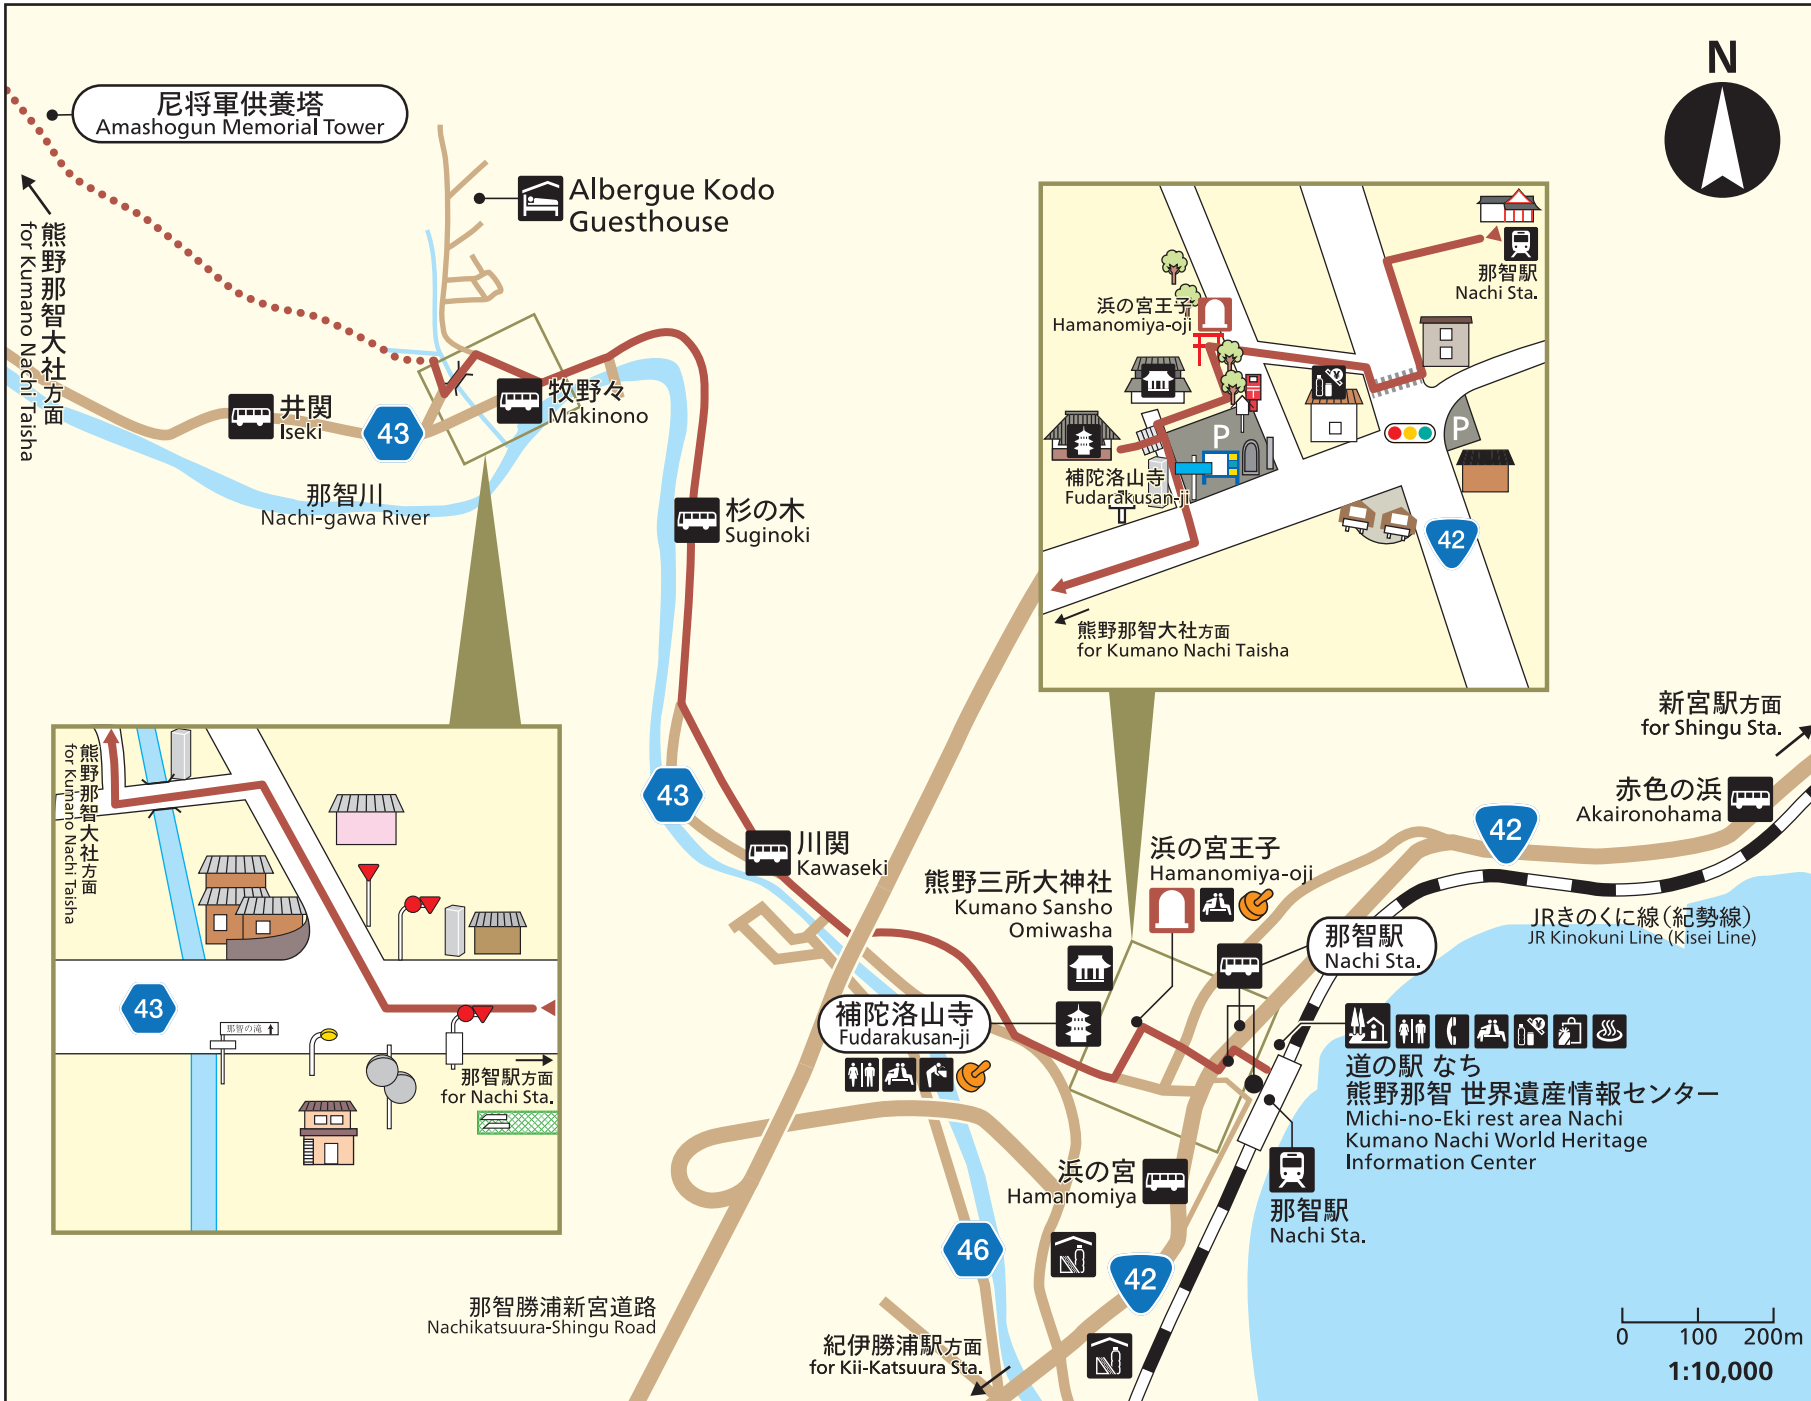 尼将軍供養塔
Amashogun Memorial Tower
Albergue Kodo
Guesthouse
N
熊野那智大社方面
for Kumano Nachi Taisha
井関
Iseki
43
牧野々
Makinono
那智川
Nachi-gawa River
杉の木
Suginoki
那智駅
Nachi Sta.
浜の宮王子
Hamanomiya-oji
P
P
補陀洛山寺
Fudarakusan-ji
42
熊野那智大社方面
for Kumano Nachi Taisha
新宮駅方面
for Shingu Sta.
赤色の浜
Akaironohama
熊野那智大社方面
for Kumano Nachi Taisha
43
那智の滝
那智駅方面
for Nachi Sta.
43
川関
Kawaseki
42
浜の宮王子
Hamanomiya-oji
熊野三所大神社
Kumano Sansho
Omiwasha
JRきのくに線(紀勢線)
JR Kinokuni Line (Kisei Line)
那智駅
Nachi Sta.
補陀洛山寺
Fudarakusan-ji
道の駅 なち
熊野那智 世界遺産情報センター
Michi-no-Eki rest area Nachi
Kumano Nachi World Heritage
Information Center
浜の宮
Hamanomiya
那智駅
Nachi Sta.
46
42
那智勝浦新宮道路
Nachikatsuura-Shingu Road
紀伊勝浦駅方面
for Kii-Katsuura Sta.
0 100 200m
1:10,000